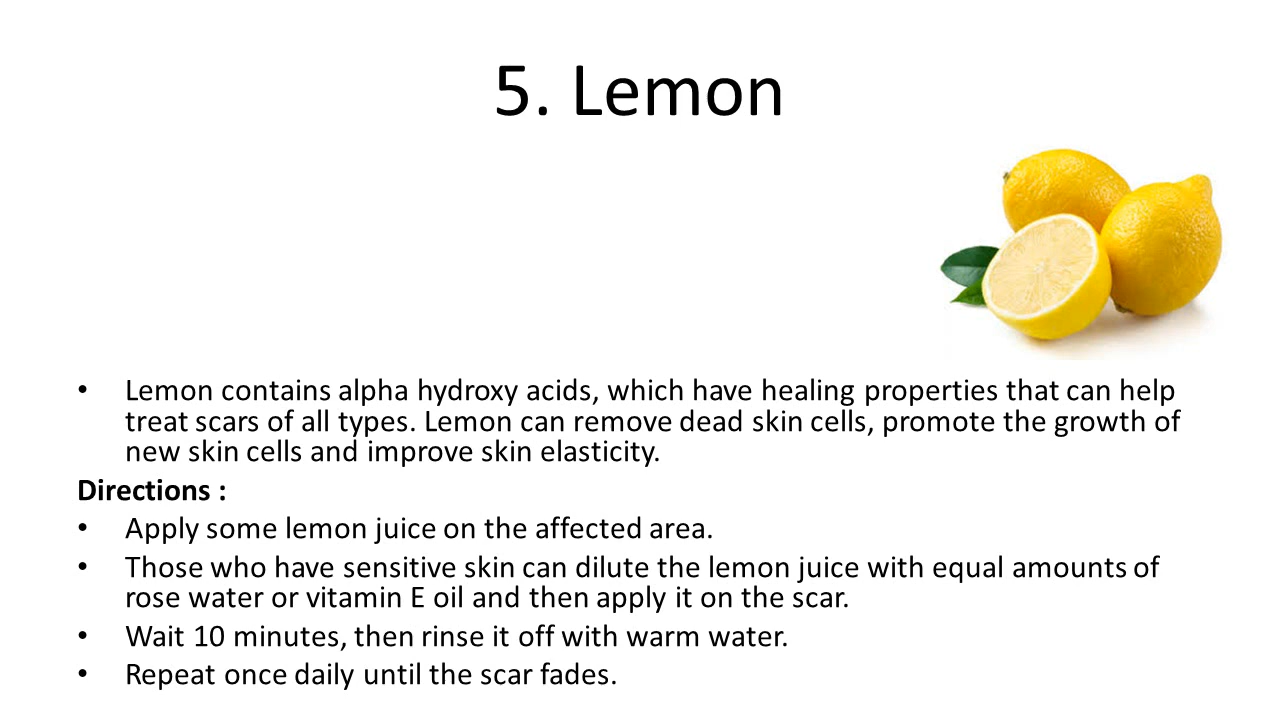 5. Lemon
• Lemon contains alpha hydroxy acids, which have healing properties that can help
treat scars of all types. Lemon can remove dead skin cells, promote the growth of
new skin cells and improve skin elasticity.
Directions :
• Apply some lemon juice on the affected area.
• Those who have sensitive skin can dilute the lemon juice with equal amounts of
rose water or vitamin E oil and then apply it on the scar.
• Wait 10 minutes, then rinse it off with warm water.
• Repeat once daily until the scar fades.